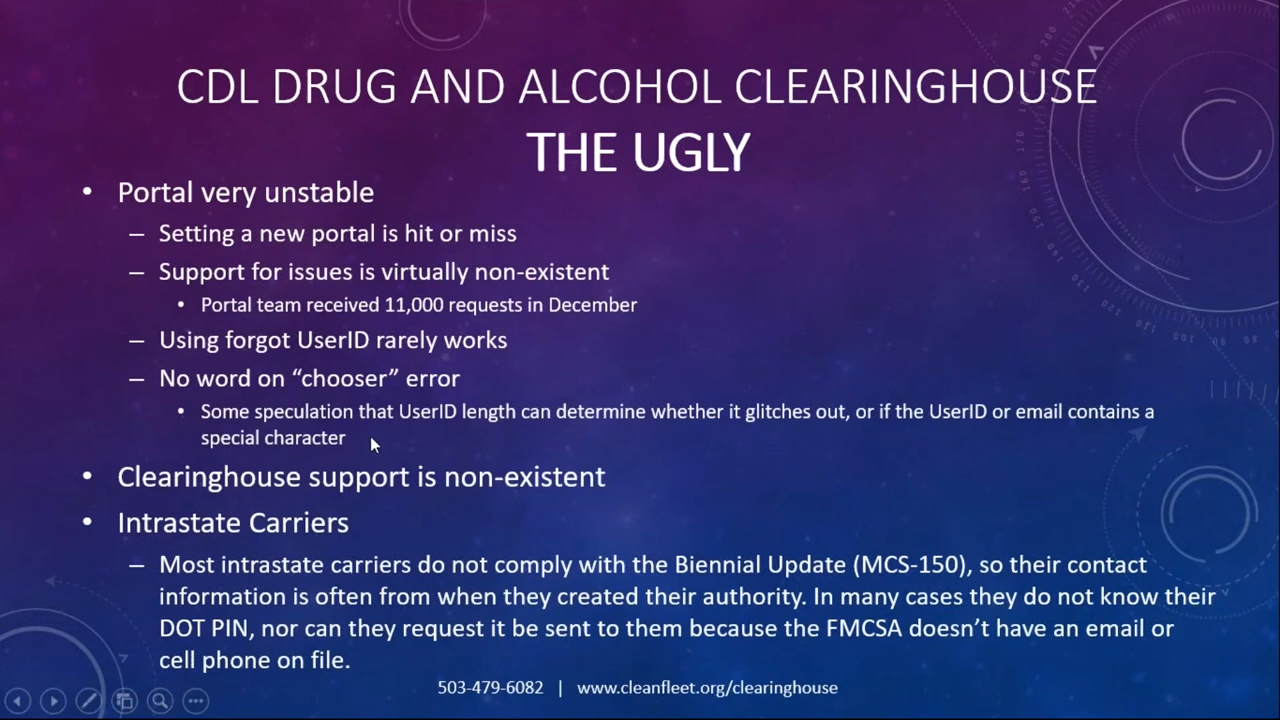 CDL DRUG AND ALCOHOL CLEARINGHOUSE
THE UGLY
• Portal very unstable
– Setting a new portal is hit or miss
– Support for issues is virtually non-existent
• Portal team received 11,000 requests in December
– Using forgot UserID rarely works
– No word on “chooser” error
• Some speculation that UserID length can determine whether it glitches out, or if the UserID or email contains a
special character
• Clearinghouse support is non-existent
• Intrastate Carriers
– Most intrastate carriers do not comply with the Biennial Update (MCS-150), so their contact
information is often from when they created their authority. In many cases they do not know their
DOT PIN, nor can they request it be sent to them because the FMCSA doesn’t have an email or
cell phone on file.
503-479-6082 | www.cleanfleet.org/clearinghouse